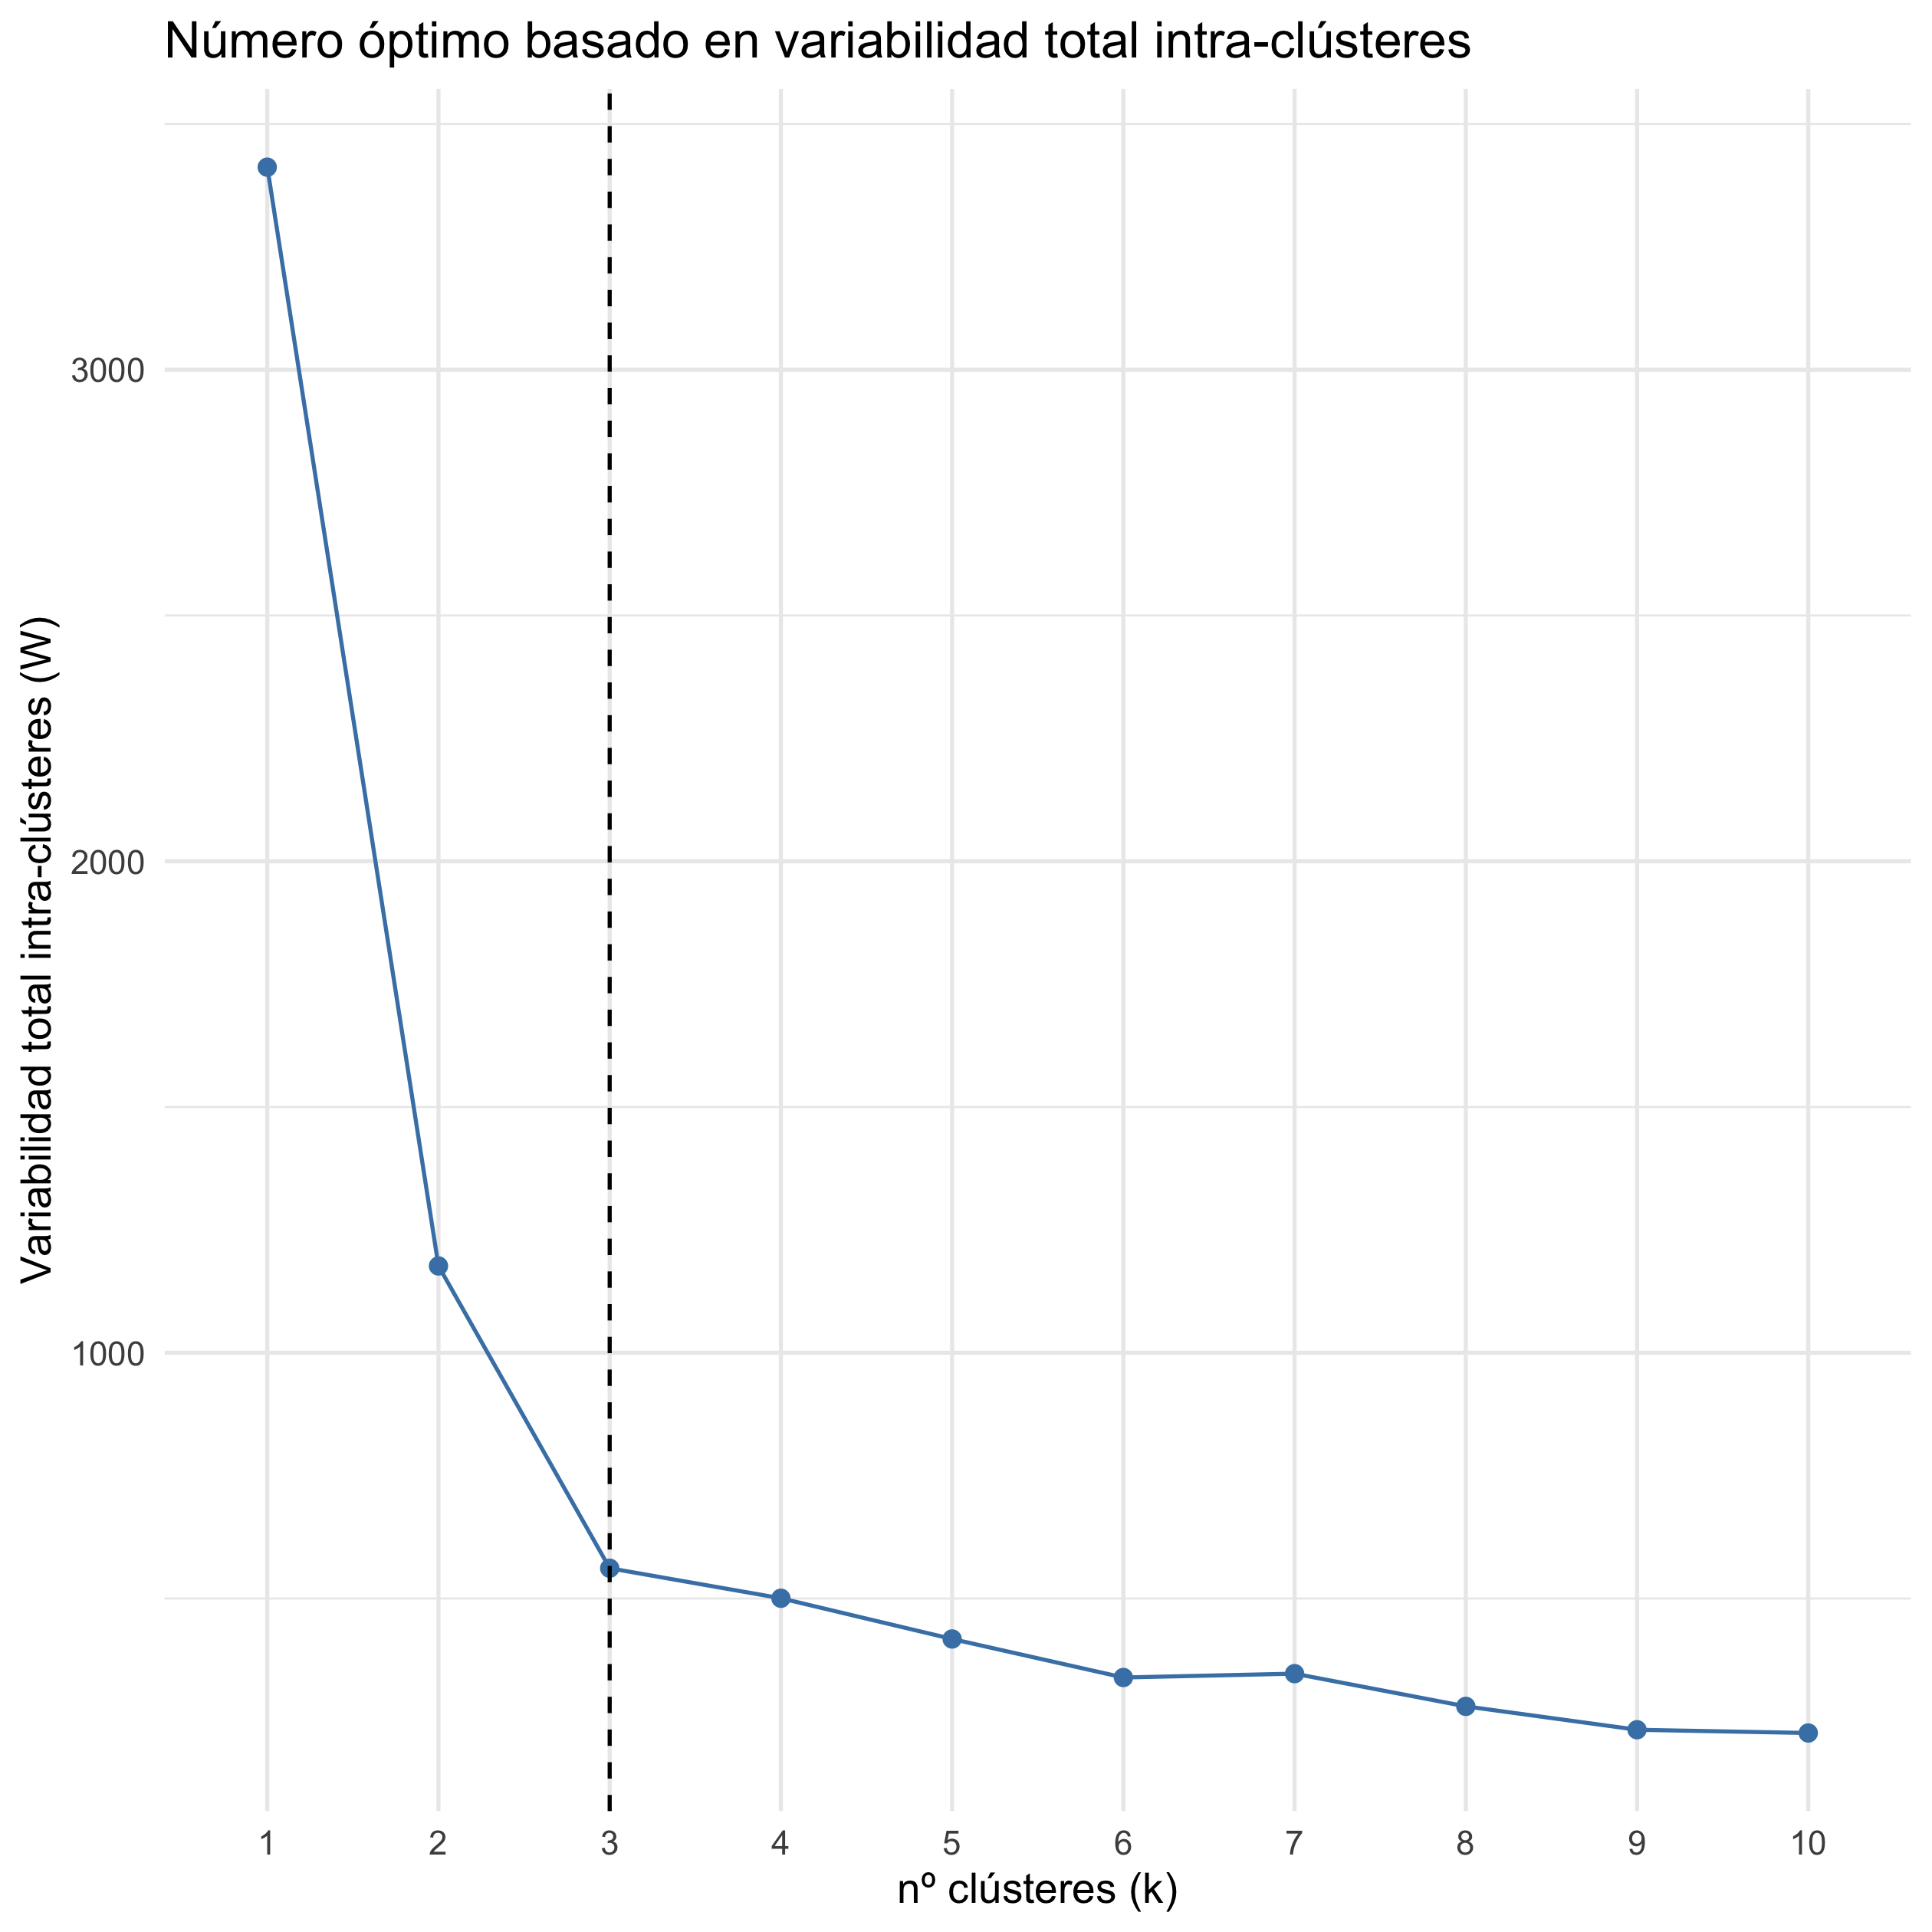 Número óptimo basado en variabilidad total intra-clústeres
Variabilidad total intra-clústeres (W)
3000
2000
1000
1 2 3 4 5 6 7 8 9 10
nº clústeres (k)